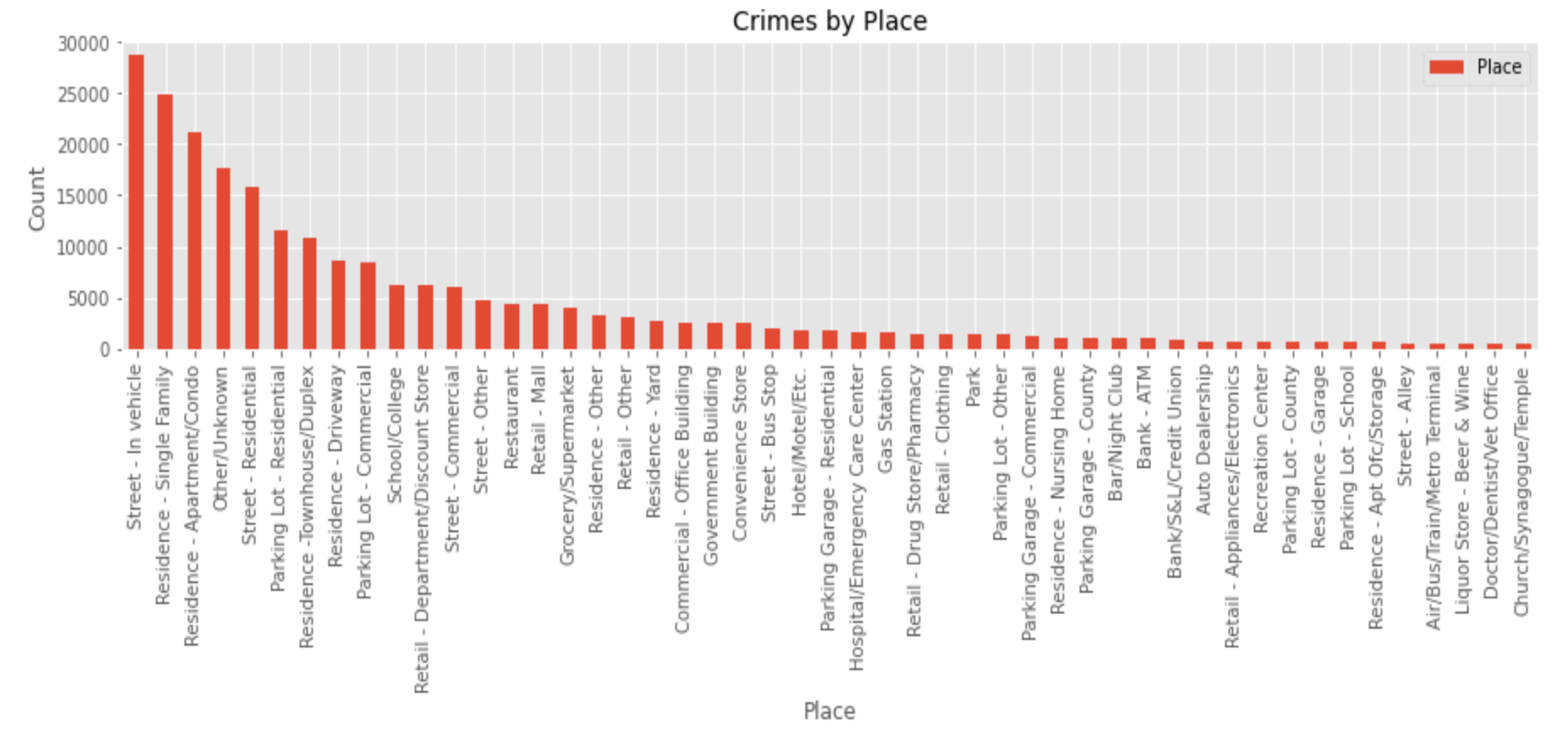 Crimes by Place
Place
Count
30000
25000
20000
15000
10000
5000
0
Street - In vehicle
Residence - Single Family
Residence - Apartment/Condo
Other/Unknown
Street - Residential
Parking Lot - Residential
Residence -Townhouse/Duplex
Residence - Driveway
Parking Lot - Commercial
School/College
Retail - Department/Discount Store
Street - Commercial
Street - Other
Restaurant
Retail - Mall
Grocery/Supermarket
Residence - Other
Retail - Other
Residence - Yard
Commercial - Office Building
Government Building
Convenience Store
Street - Bus Stop
Hotel/Motel/Etc.
Parking Garage - Residential
Hospital/Emergency Care Center
Gas Station
Retail - Drug Store/Pharmacy
Retail - Clothing
Park
Parking Lot - Other
Parking Garage - Commercial
Residence - Nursing Home
Parking Garage - County
Bar/Night Club
Bank - ATM
Bank/S&L/Credit Union
Auto Dealership
Retail - Appliances/Electronics
Recreation Center
Parking Lot - County
Residence - Garage
Parking Lot - School
Residence - Apt Ofc/Storage
Street - Alley
Air/Bus/Train/Metro Terminal
Liquor Store - Beer & Wine
Doctor/Dentist/Vet Office
Church/Synagogue/Temple
Place